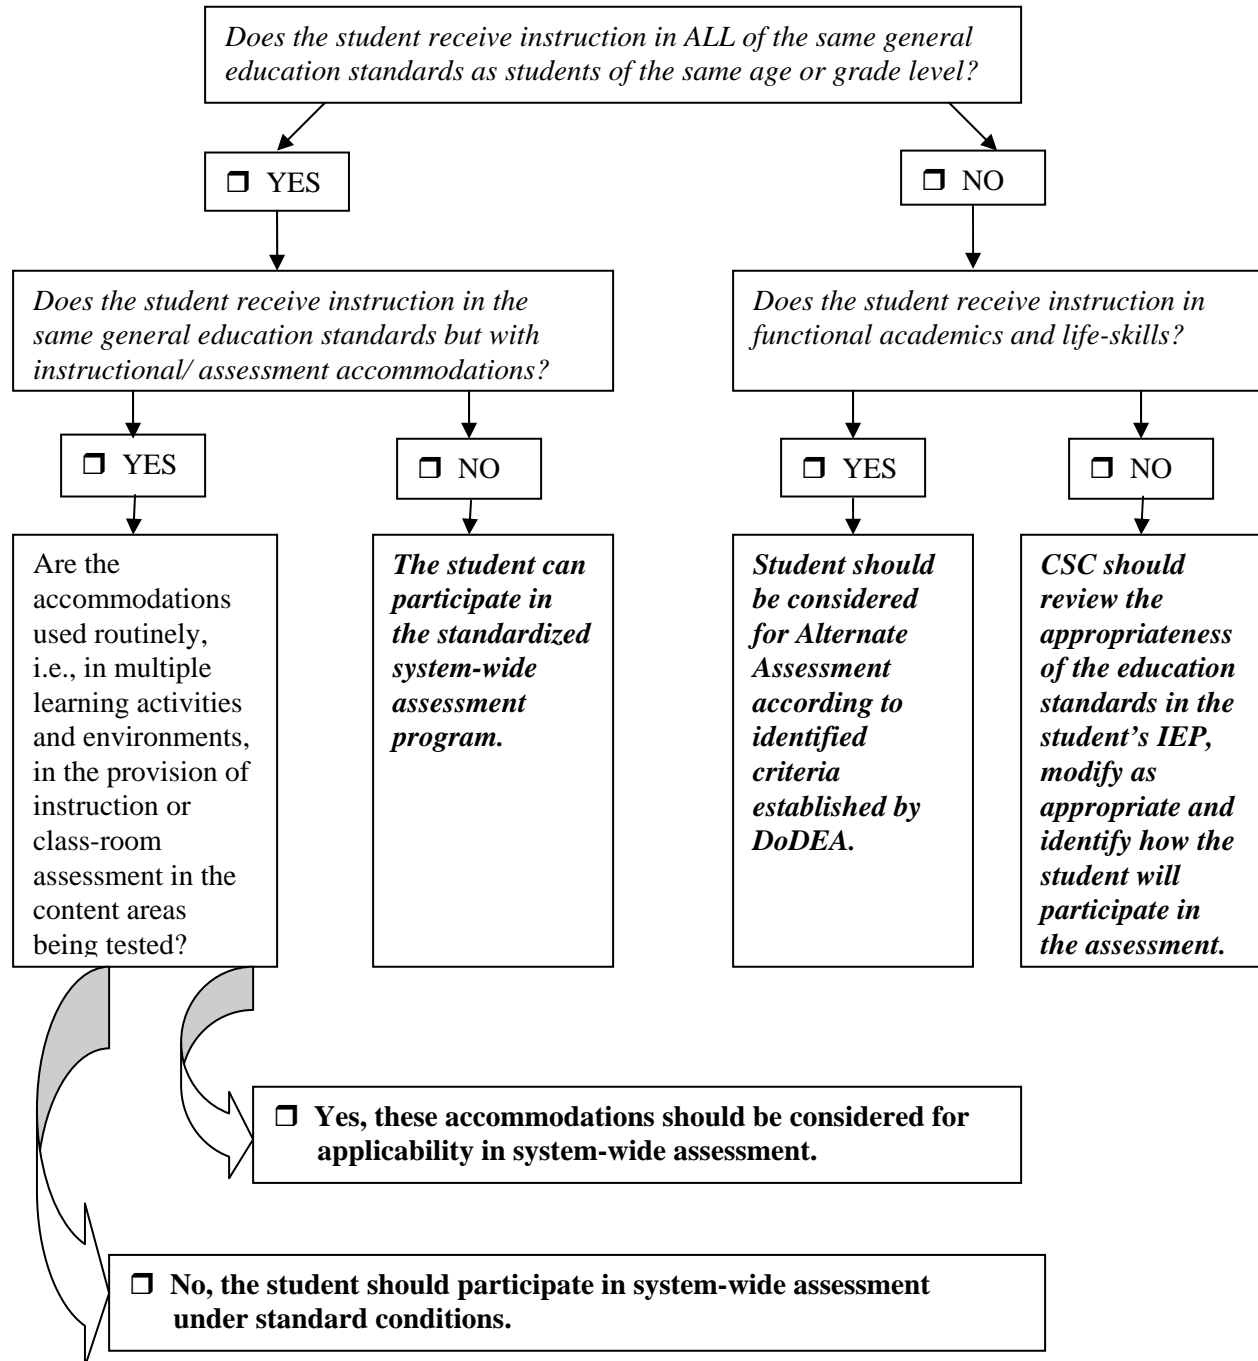 Does the student receive instruction in ALL of the same general
education standards as students of the same age or grade level?
❒ YES
❒ NO
Does the student receive instruction in the
same general education standards but with
instructional/ assessment accommodations?
Does the student receive instruction in
functional academics and life-skills?
❒ YES
❒ NO
❒ YES
❒ NO
Are the
accommodations
used routinely,
i.e., in multiple
learning activities
and environments,
in the provision of
instruction or
class-room
assessment in the
content areas
being tested?
The student can
participate in
the standardized
system-wide
assessment
program.
Student should
be considered
for Alternate
Assessment
according to
identified
criteria
established by
DoDEA.
CSC should
review the
appropriateness
of the education
standards in the
student’s IEP,
modify as
appropriate and
identify how the
student will
participate in
the assessment.
❒ Yes, these accommodations should be considered for
applicability in system-wide assessment.
❒ No, the student should participate in system-wide assessment
under standard conditions.